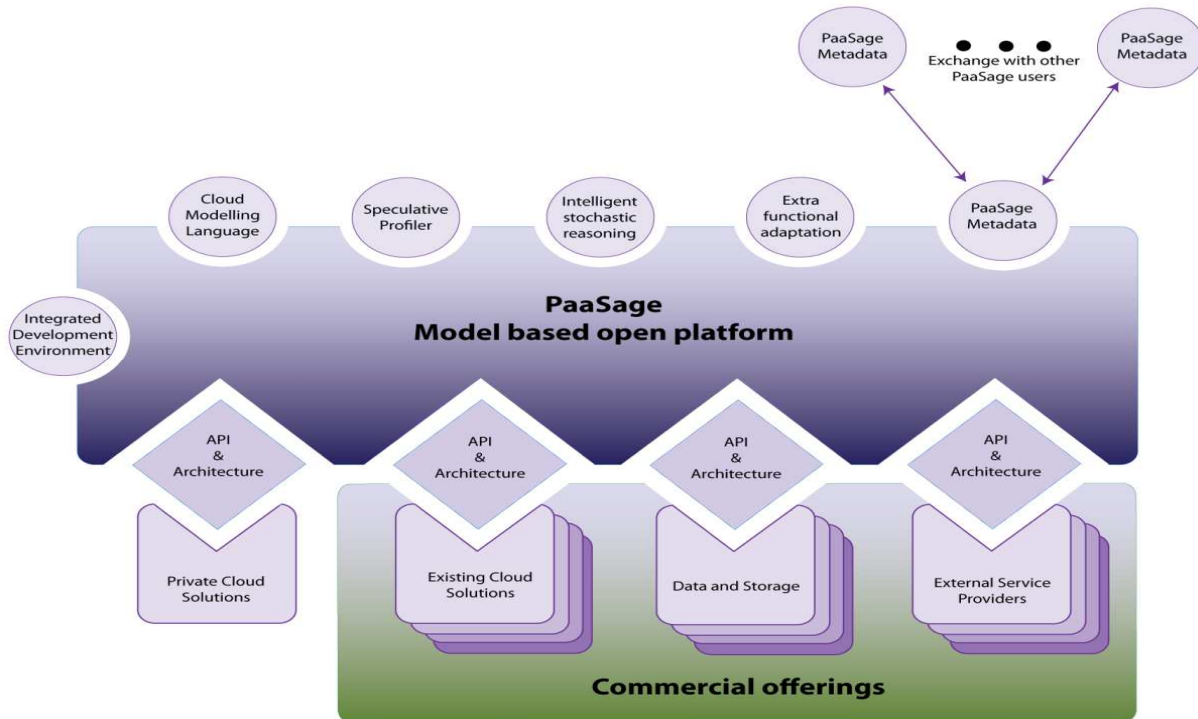 PaaSage
Metadata
Exchange with other
PaaSage users
PaaSage
Metadata
Cloud
Modelling
Language
Speculative
Profiler
Intelligent
stochastic
reasoning
Extra
functional
adaptation
PaaSage
Metadata
Integrated
Development
Environment
PaaSage
Model based open platform
API
&
Architecture
API
&
Architecture
API
&
Architecture
API
&
Architecture
Private Cloud
Solutions
Existing Cloud
Solutions
Data and Storage
External Service
Providers
Commercial offerings